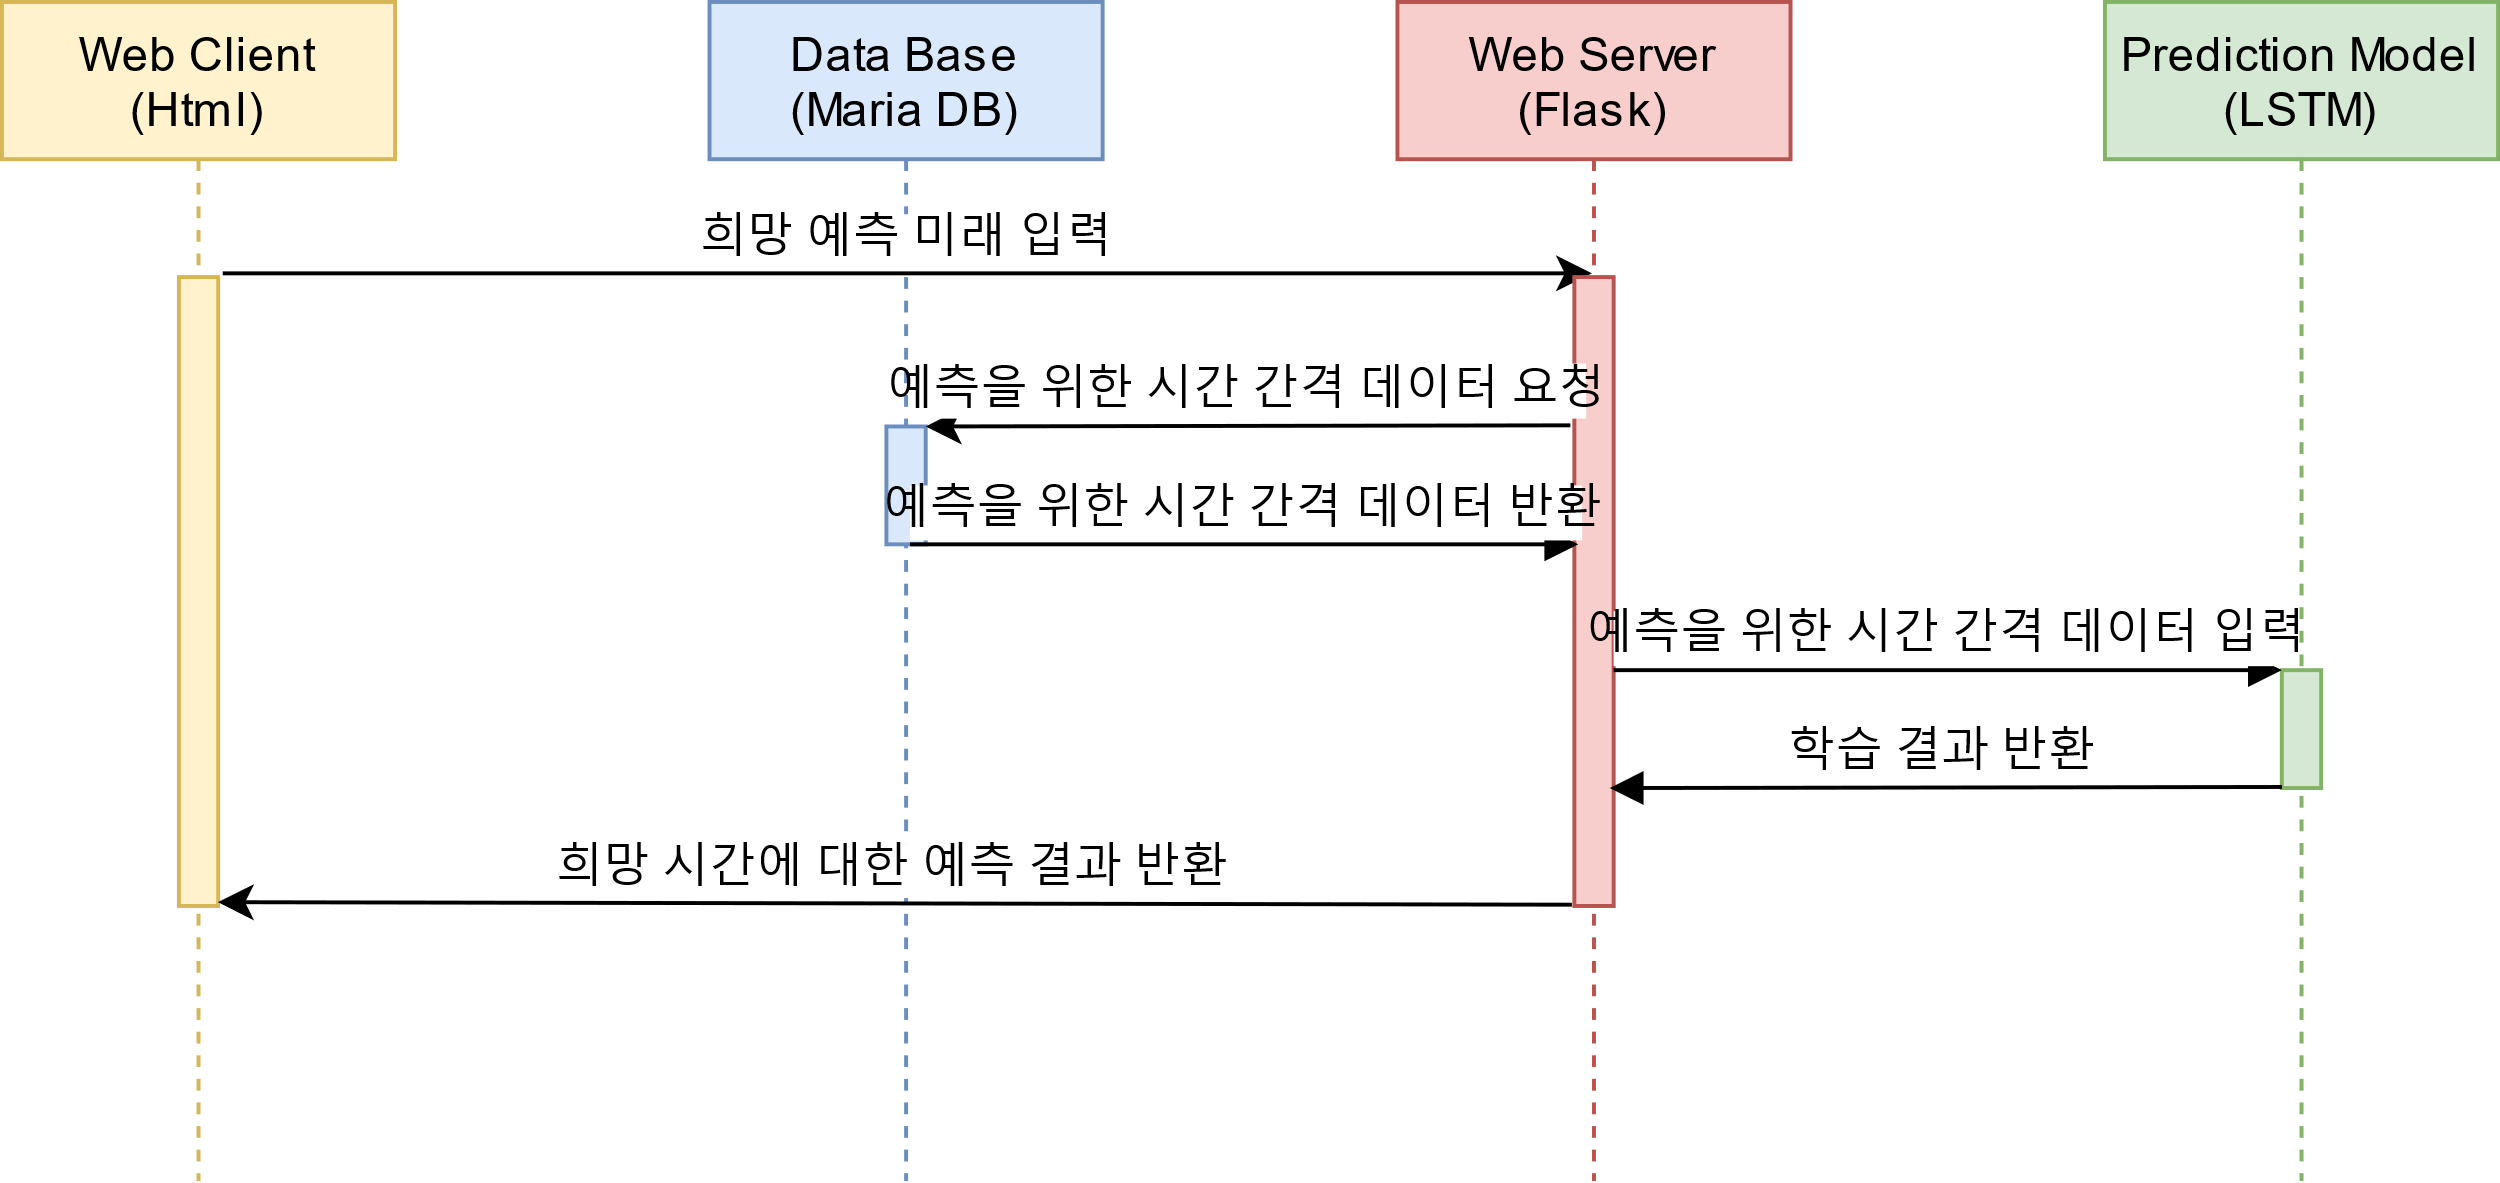 Web Client
(Html)
Data Base
(Maria DB)
Web Server
(Flask)
Prediction Model
(LSTM)
희망 예측 미래 입력
예측을 위한 시간 간격 데이터 요청
예측을 위한 시간 간격 데이터 반환
예측을 위한 시간 간격 데이터 입력
학습 결과 반환
희망 시간에 대한 예측 결과 반환